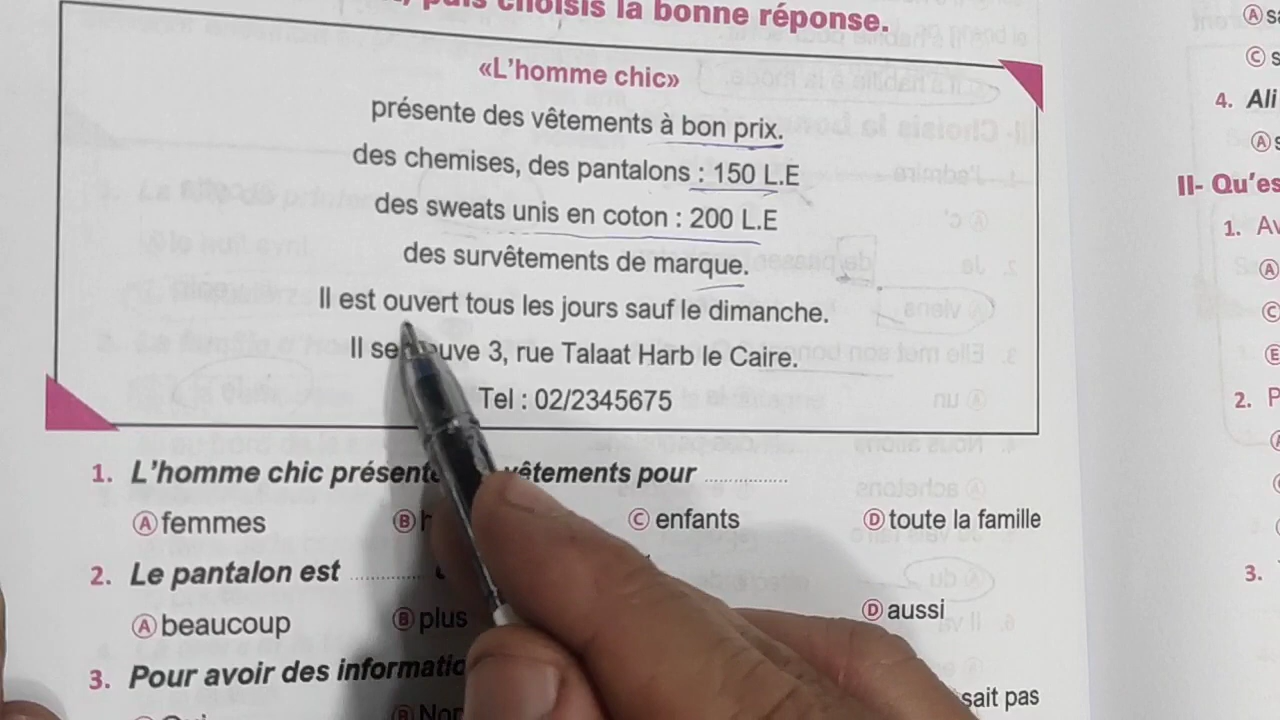 puis choisis la bonne réponse.
«L'homme chic»
présente des vêtements à bon prix.
des chemises, des pantalons : 150 L.E
des sweats unis en coton : 200 L.E
des survêtements de marque.
Il est ouvert tous les jours sauf le dimanche.
Il se 3, rue Talaat Harb le Caire.
Tel : 02/2345675
1. L'homme chic vêtements pour ..............
A femmes
B
C enfants
D toute la famille
2. Le pantalon est ............
A beaucoup
B plus
D aussi
3. Pour avoir des
sait pas
A
C
4. Ali
A
II- Qu'es
1.
A
C
E
2.
3.